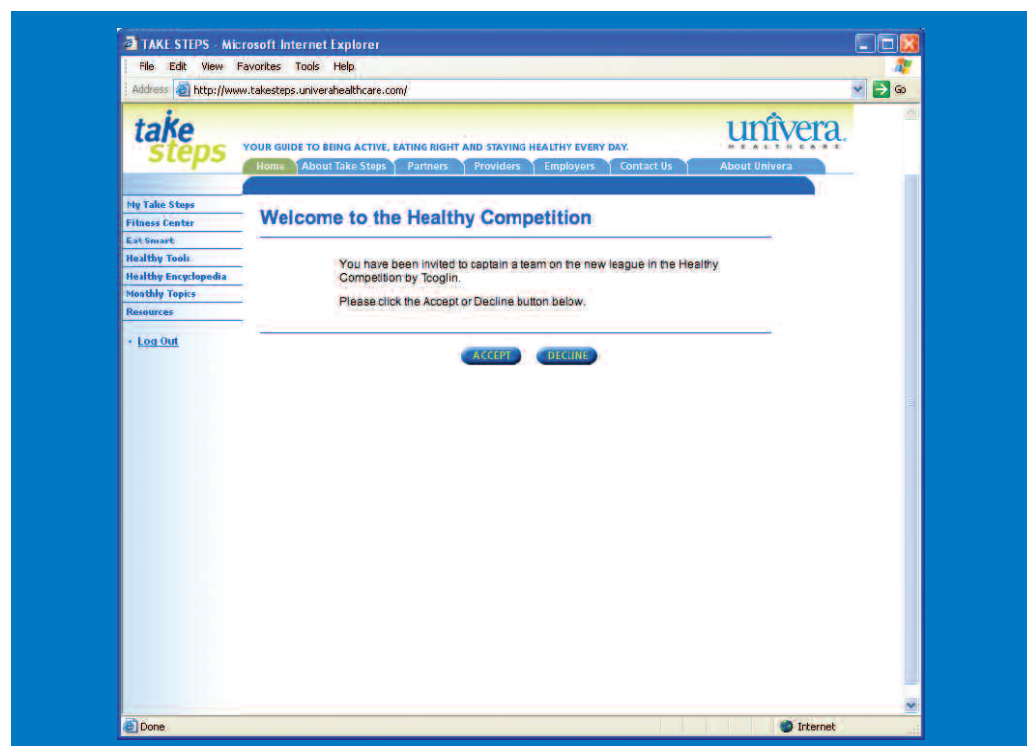 TAKE STEPS - Microsoft Internet Explorer
File Edit View Favorites Tools Help
Address http://www.takesteps.univerahealthcare.com/ Go
take
steps
univera
HEALTHCARE
YOUR GUIDE TO BEING ACTIVE, EATING RIGHT AND STAYING HEALTHY EVERY DAY.
Home About Take Steps Partners Providers Employers Contact Us About Univera
My Take Steps
Fitness Center
Eat Smart
Healthy Tools
Healthy Encyclopedia
Monthly Topics
Resources
Log Out
Welcome to the Healthy Competition
You have been invited to captain a team on the new league in the Healthy
Competition by Tcoglin.
Please click the Accept or Decline button below.
ACCEPT DECLINE
Done Internet